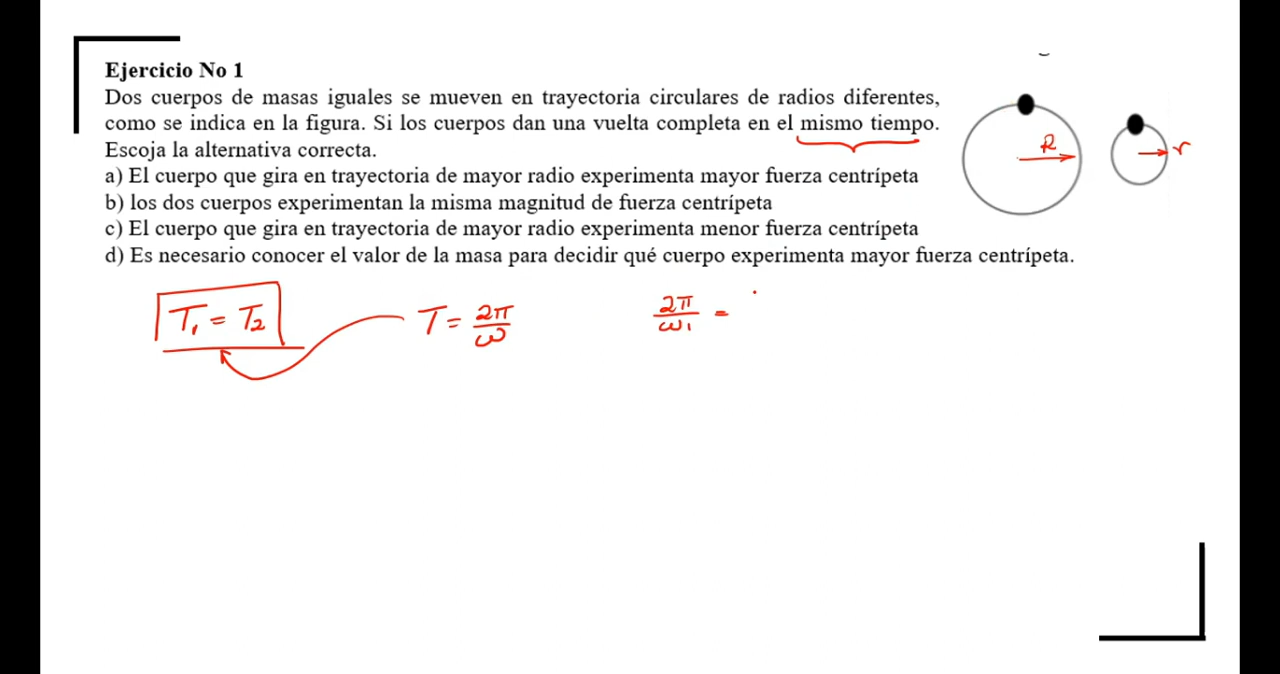 Ejercicio No 1
Dos cuerpos de masas iguales se mueven en trayectoria circulares de radios diferentes,
como se indica en la figura. Si los cuerpos dan una vuelta completa en el mismo tiempo.
Escoja la alternativa correcta.
a) El cuerpo que gira en trayectoria de mayor radio experimenta mayor fuerza centrípeta
b) los dos cuerpos experimentan la misma magnitud de fuerza centrípeta
c) El cuerpo que gira en trayectoria de mayor radio experimenta menor fuerza centrípeta
d) Es necesario conocer el valor de la masa para decidir qué cuerpo experimenta mayor fuerza centrípeta.
R
r
T₁ = T₂
T = 2π/ω
2π/ω₁ =